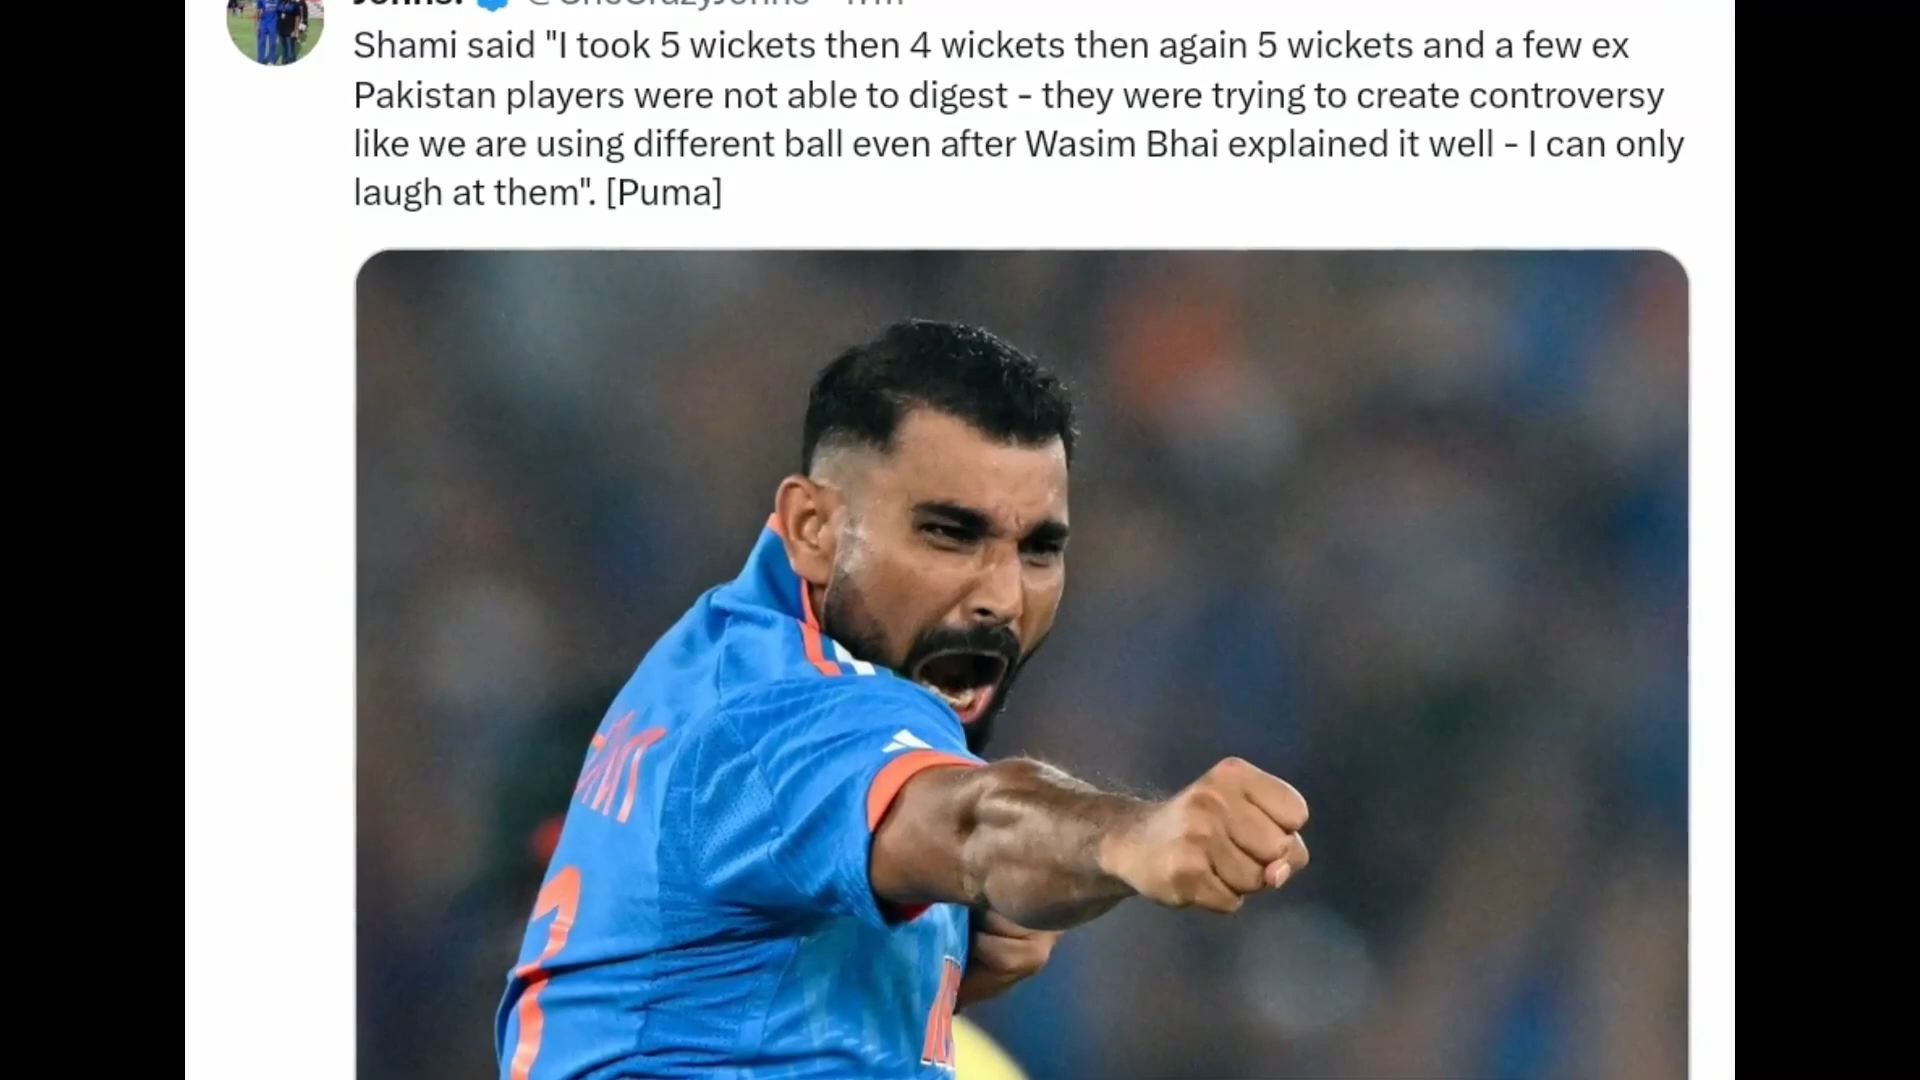 Shami said "I took 5 wickets then 4 wickets then again 5 wickets and a few ex
Pakistan players were not able to digest - they were trying to create controversy
like we are using different ball even after Wasim Bhai explained it well - I can only
laugh at them". [Puma]